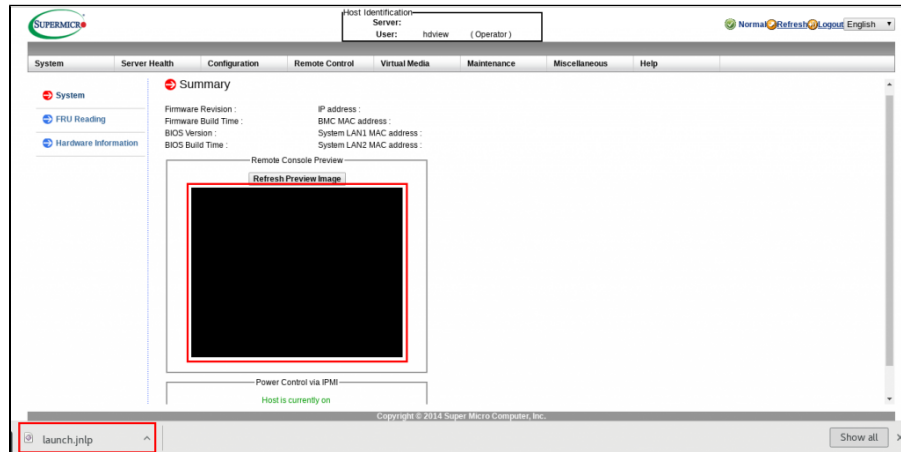 Host Identification
Server:
User: hdview ( Operator )
SUPERMICR
Normal Refresh Logout English
System Server Health Configuration Remote Control Virtual Media Maintenance Miscellaneous Help
System
FRU Reading
Hardware Information
Summary
Firmware Revision : IP address :
Firmware Build Time : BMC MAC address :
BIOS Version : System LAN1 MAC address :
BIOS Build Time : System LAN2 MAC address :
Remote Console Preview
Refresh Preview Image
Power Control via IPMI
Host is currently on
Copyright © 2014 Super Micro Computer, Inc.
launch.jnlp Show all